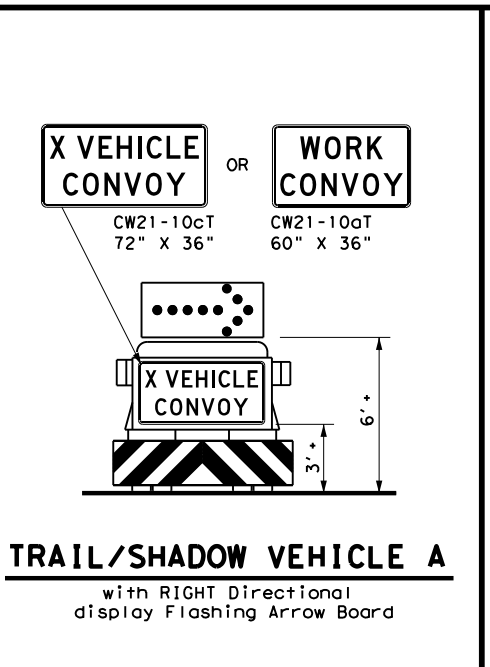 X VEHICLE
CONVOY
OR
WORK
CONVOY
CW21-10cT
72" X 36"
CW21-10aT
60" X 36"
X VEHICLE
CONVOY
6' +
3' +
TRAIL/SHADOW VEHICLE A
with RIGHT Directional
display Flashing Arrow Board